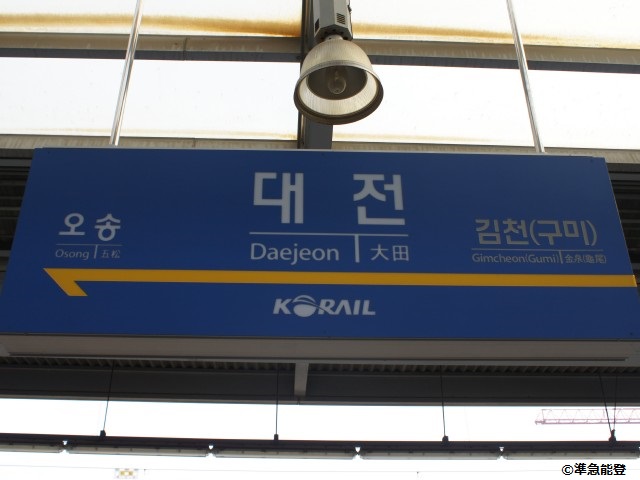 대전
Daejeon 大田
오송
Osong 五松
김천(구미)
Gimcheon(Gumi) 金泉(龜尾)
KORAIL
©準急能登